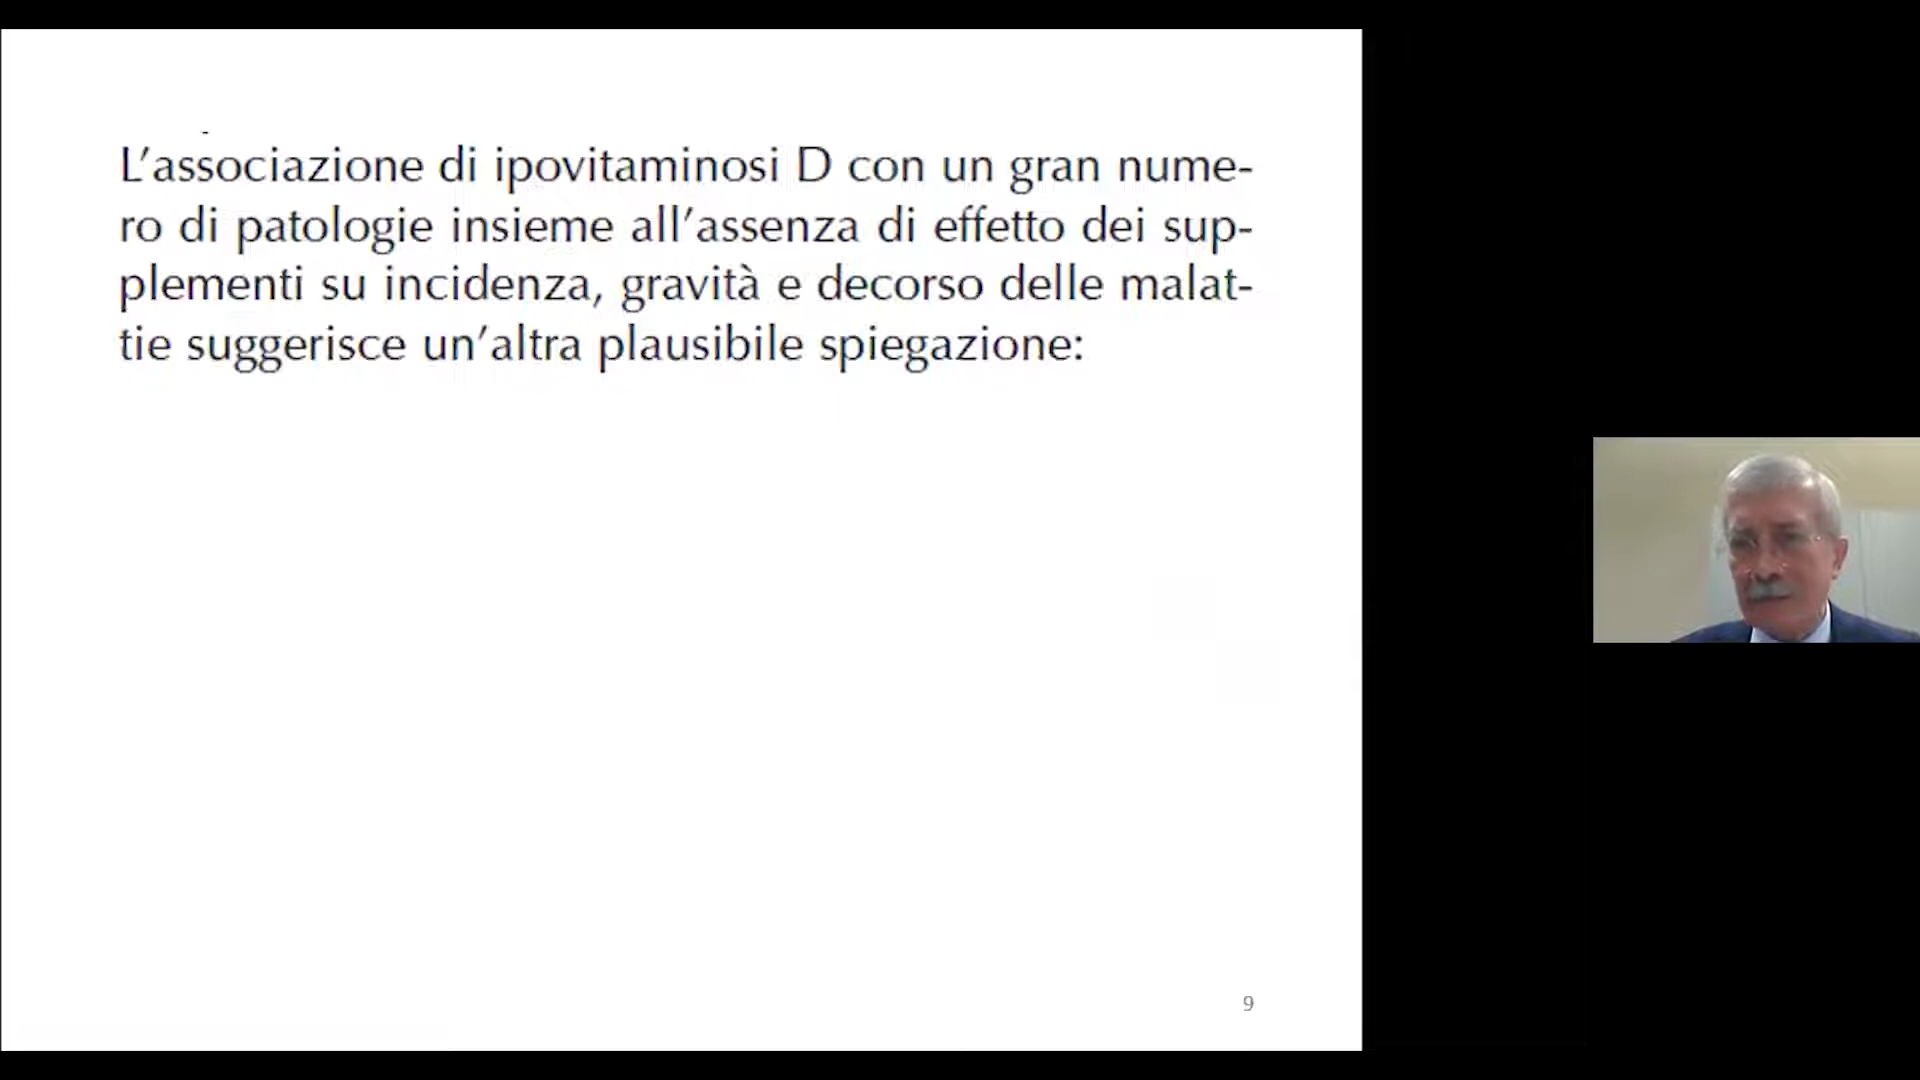 L'associazione di ipovitaminosi D con un gran nume-
ro di patologie insieme all'assenza di effetto dei sup-
plementi su incidenza, gravità e decorso delle malat-
tie suggerisce un'altra plausibile spiegazione:
9